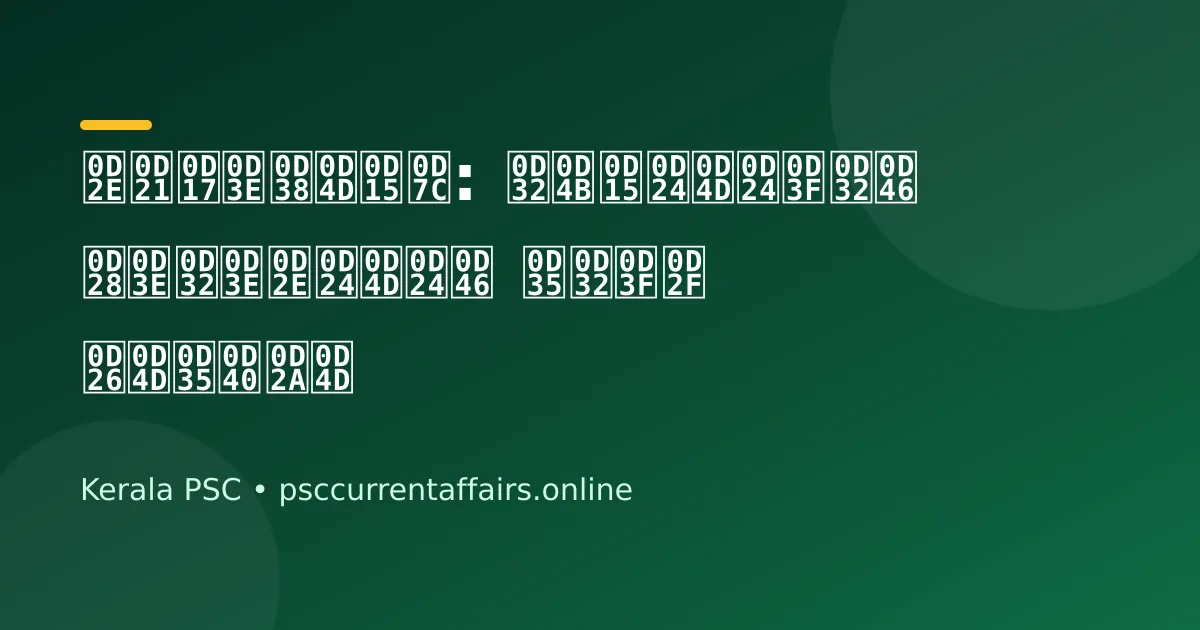 മഡഗാസ്കർ: ലോകത്തിലെ
നാലാമത്തെ വലിയ
ദ്വീപ്
Kerala PSC • psccurrentaffairs.online